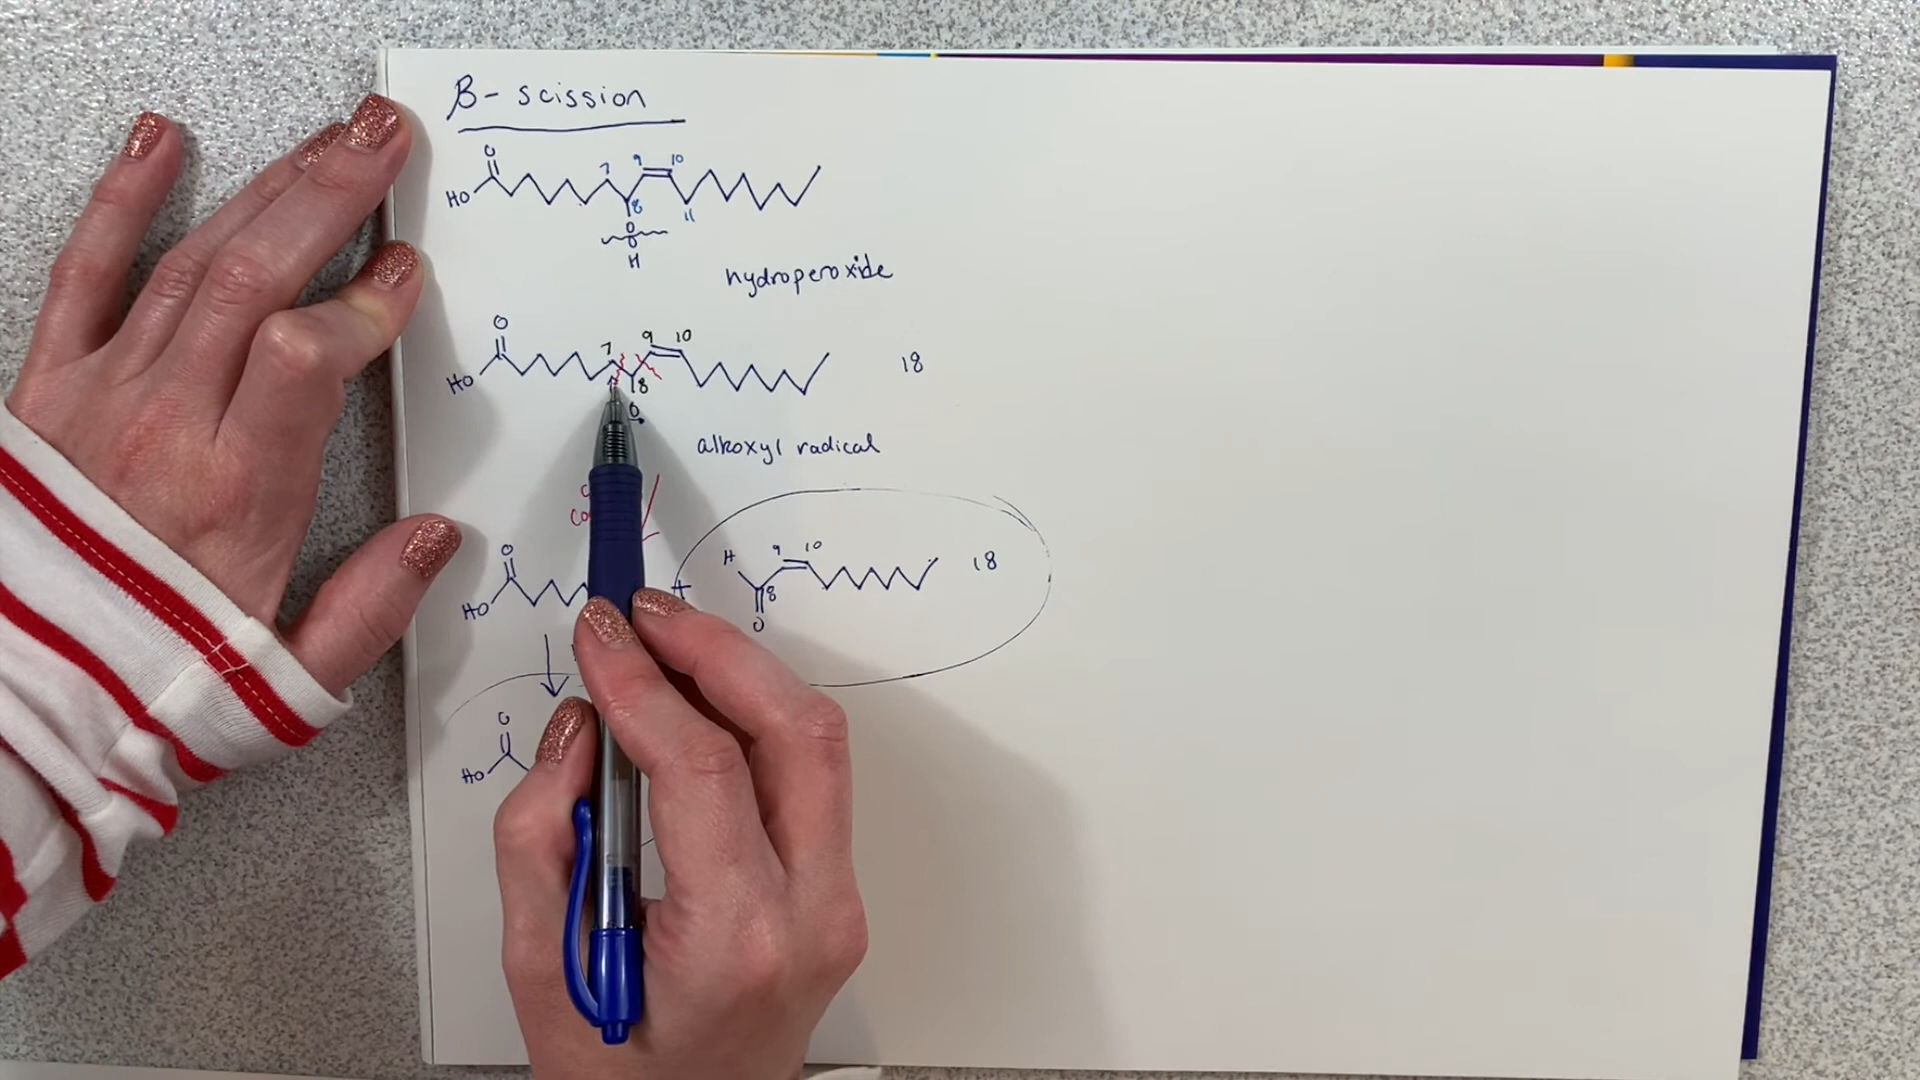 β- scission
O
7 9 10
HO
8
11
O
O
H
hydroperoxide
O
7 9 10
18
HO
8
O
alkoxyl radical
O
9 10
H
18
+
HO
8
O
O
HO